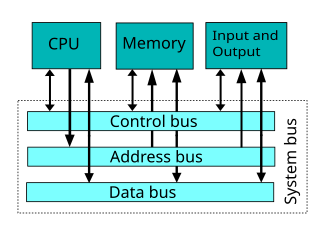 CPU
Memory
Input and
Output
Control bus
Address bus
Data bus
System bus